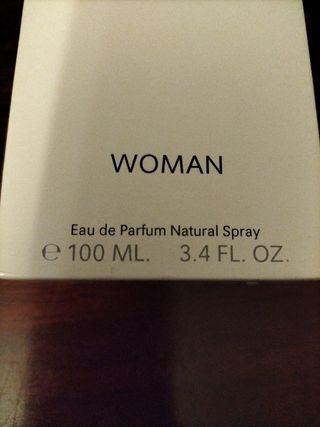 WOMAN
Eau de Parfum Natural Spray
℮ 100 ML. 3.4 FL. OZ.